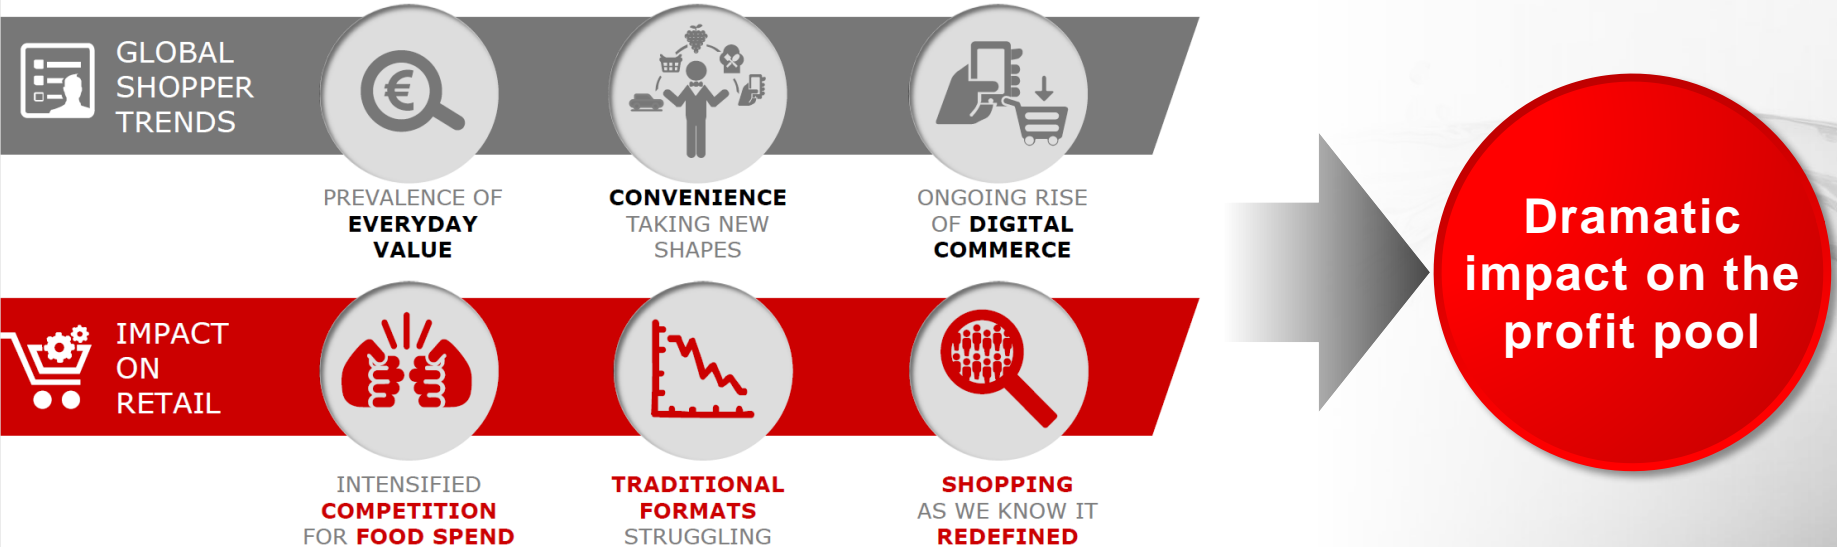 GLOBAL
SHOPPER
TRENDS
€
PREVALENCE OF
EVERYDAY
VALUE
CONVENIENCE
TAKING NEW
SHAPES
ONGOING RISE
OF DIGITAL
COMMERCE
IMPACT
ON
RETAIL
INTENSIFIED
COMPETITION
FOR FOOD SPEND
TRADITIONAL
FORMATS
STRUGGLING
SHOPPING
AS WE KNOW IT
REDEFINED
Dramatic
impact on the
profit pool